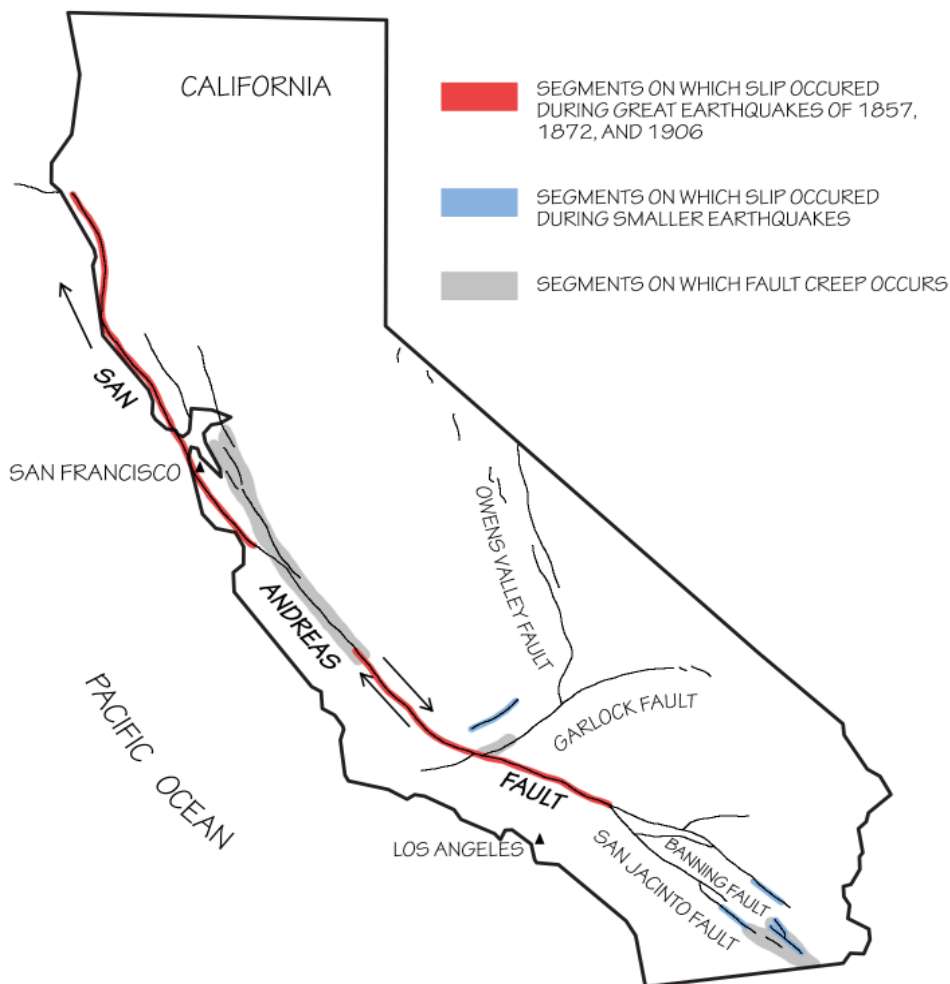 CALIFORNIA
SEGMENTS ON WHICH SLIP OCCURED
DURING GREAT EARTHQUAKES OF 1857,
1872, AND 1906
SEGMENTS ON WHICH SLIP OCCURED
DURING SMALLER EARTHQUAKES
SEGMENTS ON WHICH FAULT CREEP OCCURS
SAN
SAN FRANCISCO
OWENS VALLEY FAULT
ANDREAS
PACIFIC OCEAN
GARLOCK FAULT
FAULT
LOS ANGELES
BANNING FAULT
SAN JACINTO FAULT